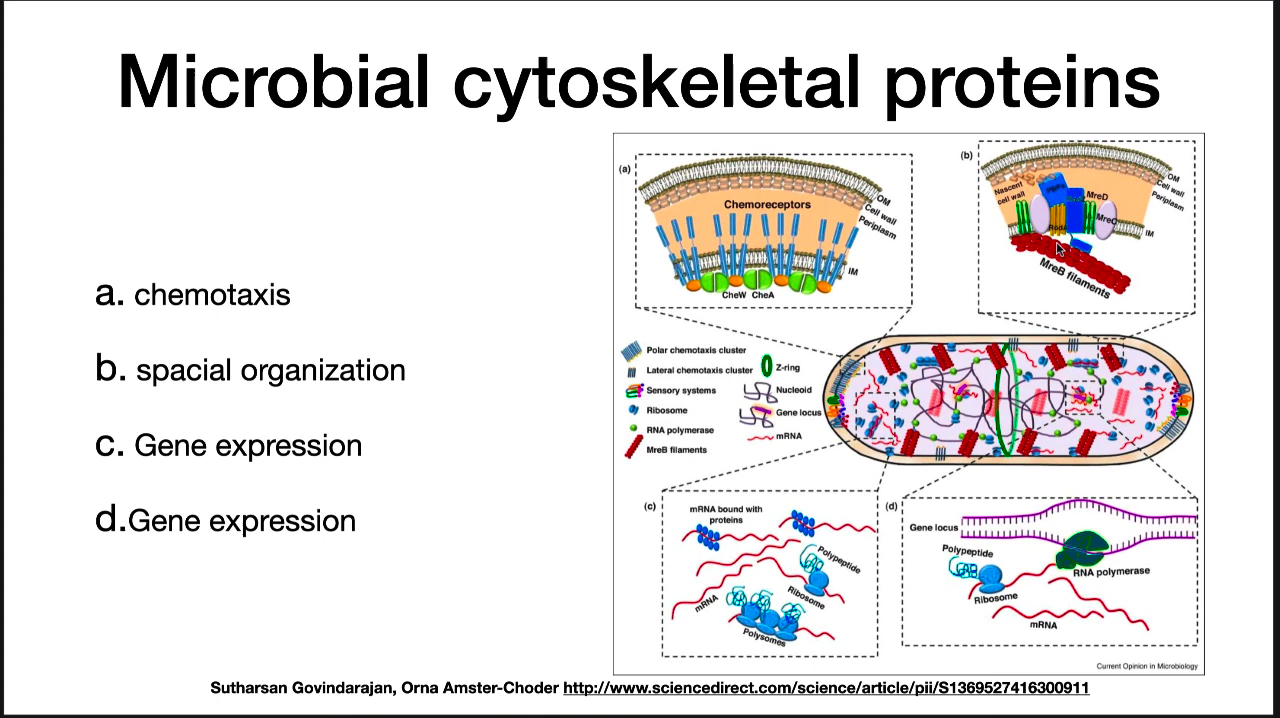 Microbial cytoskeletal proteins
a. chemotaxis
b. spacial organization
c. Gene expression
d.Gene expression
(a)
Chemoreceptors
OM
Cell wall
Periplasm
IM
CheW CheA
(b)
Nascent
cell wall
OM
Cell wall
Periplasm
MreD
MreC
RodA
IM
MreB filaments
Polar chemotaxis cluster
Lateral chemotaxis cluster
Sensory systems
Ribosome
RNA polymerase
MreB filaments
Z-ring
Nucleoid
Gene locus
mRNA
(c)
mRNA bound with
proteins
Polypeptide
Ribosome
mRNA
Polysomes
(d)
Gene locus
Polypeptide
RNA polymerase
Ribosome
mRNA
Current Opinion in Microbiology
Sutharsan Govindarajan, Orna Amster-Choder http://www.sciencedirect.com/science/article/pii/S1369527416300911